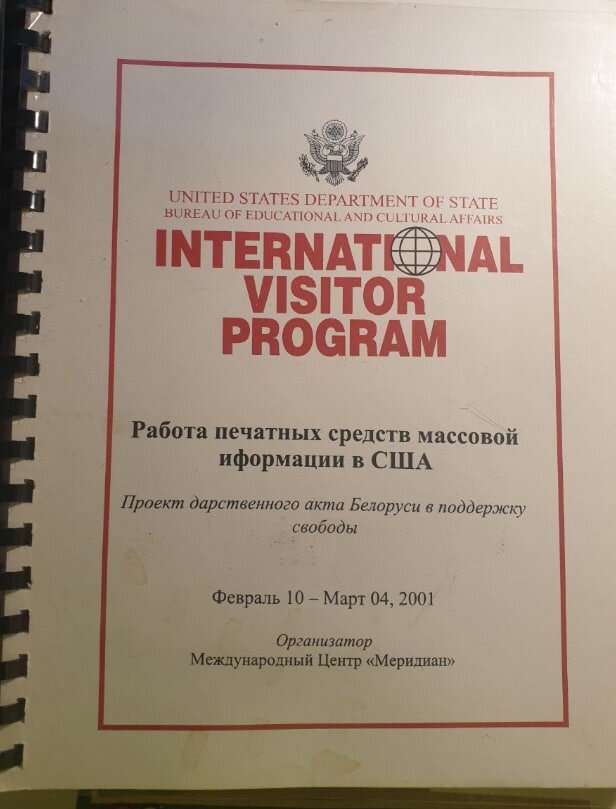 UNITED STATES DEPARTMENT OF STATE
BUREAU OF EDUCATIONAL AND CULTURAL AFFAIRS
INTERNATIONAL
VISITOR
PROGRAM
Работа печатных средств массовой
иформации в США
Проект дарственного акта Белоруси в поддержку
свободы
Февраль 10 – Март 04, 2001
Организатор
Международный Центр «Меридиан»